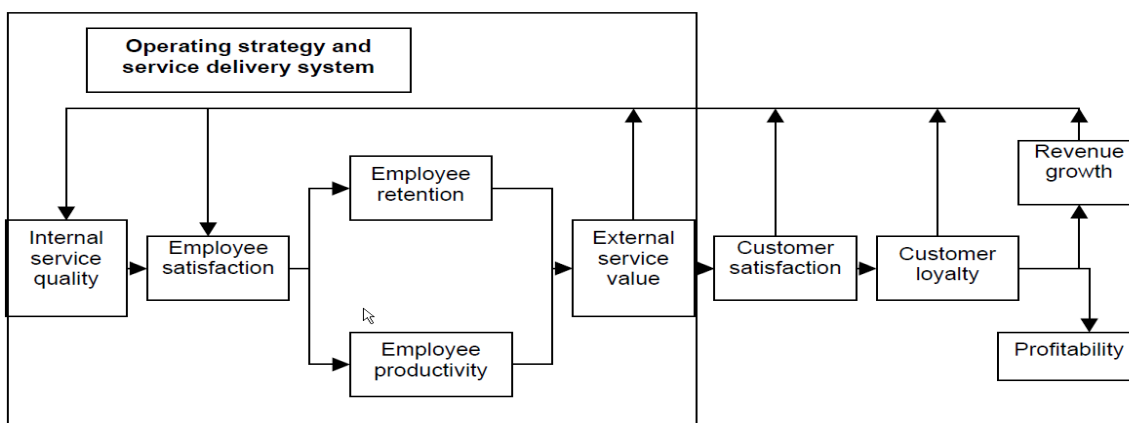 Operating strategy and
service delivery system
Employee
retention
Revenue
growth
Internal
service
quality
Employee
satisfaction
External
service
value
Customer
satisfaction
Customer
loyalty
Employee
productivity
Profitability